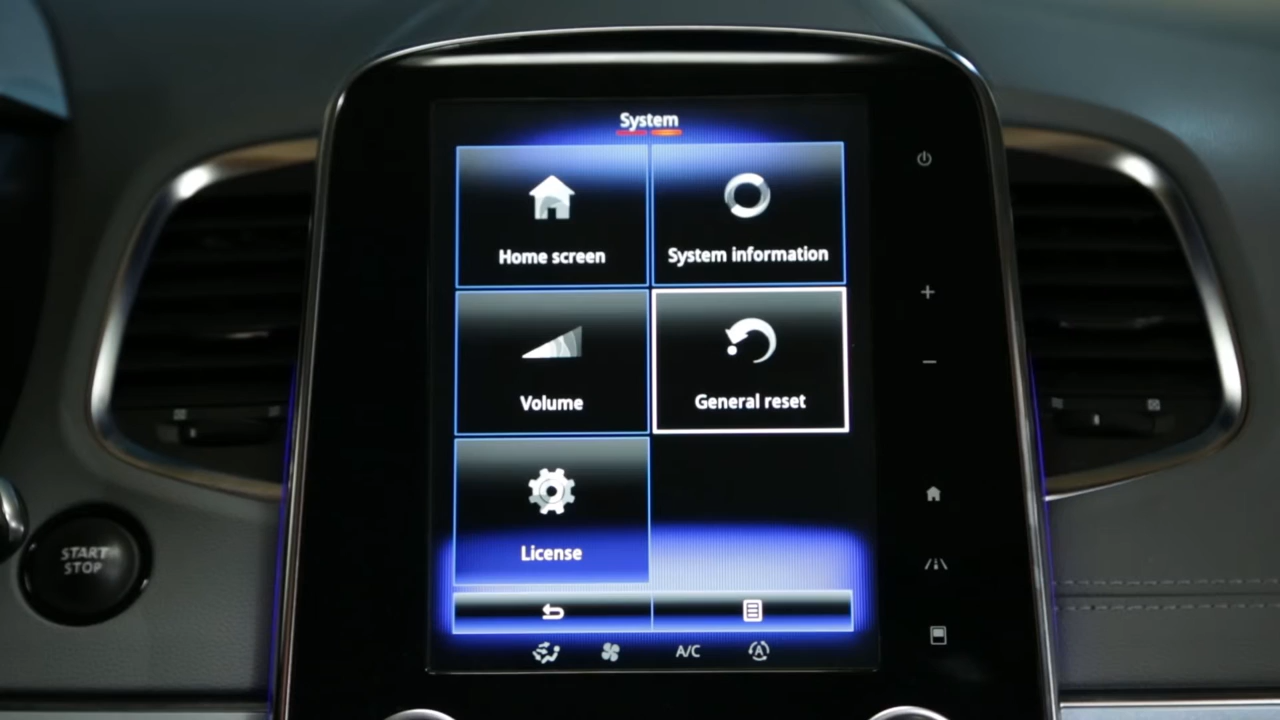 System
Home screen
System information
Volume
General reset
License
A/C
A
START
STOP